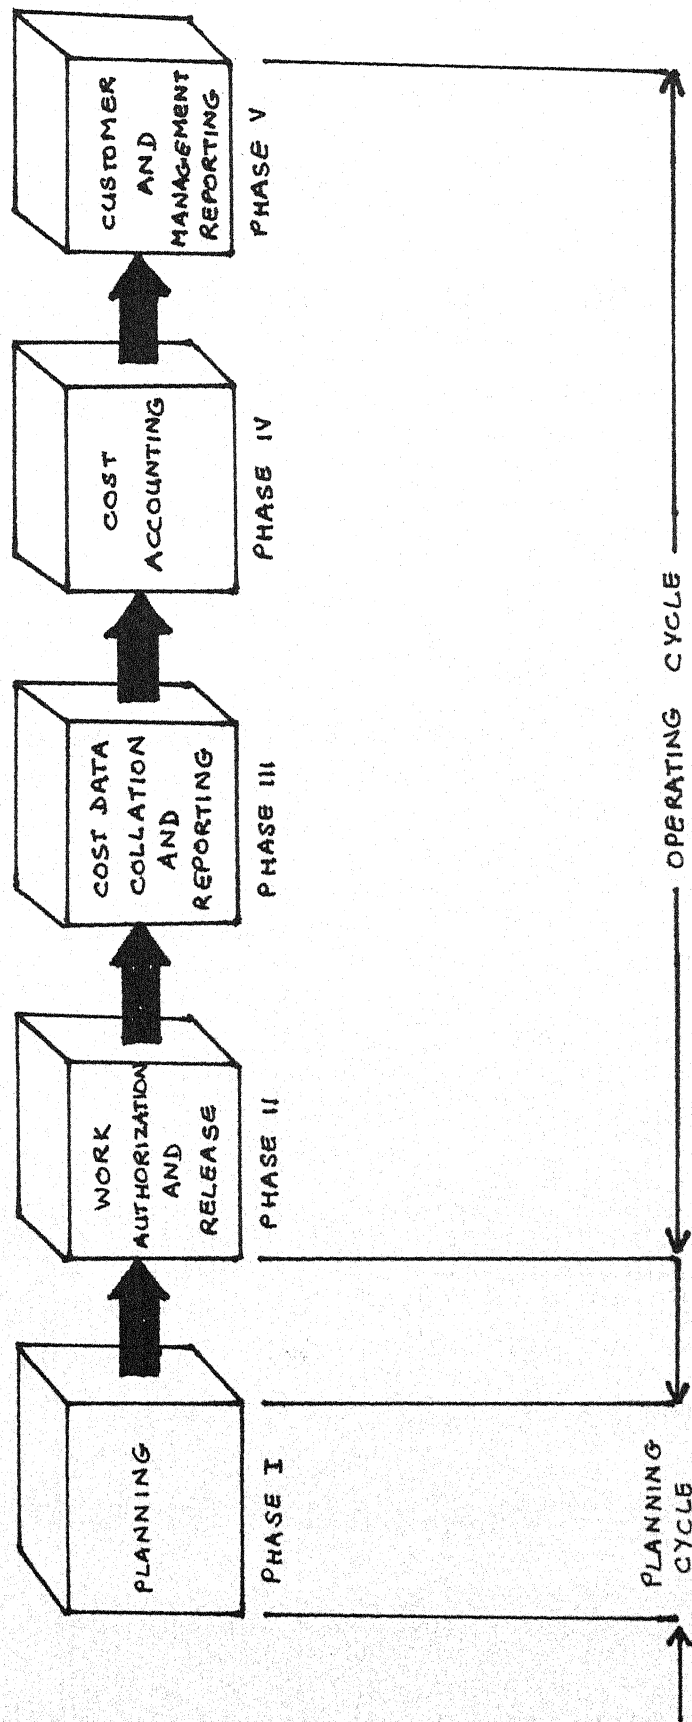 PLANNING
WORK
AUTHORIZATION
AND
RELEASE
COST DATA
COLLATION
AND
REPORTING
COST
ACCOUNTING
CUSTOMER
AND
MANAGEMENT
REPORTING
PHASE I
PHASE II
PHASE III
PHASE IV
PHASE V
PLANNING
CYCLE
OPERATING CYCLE